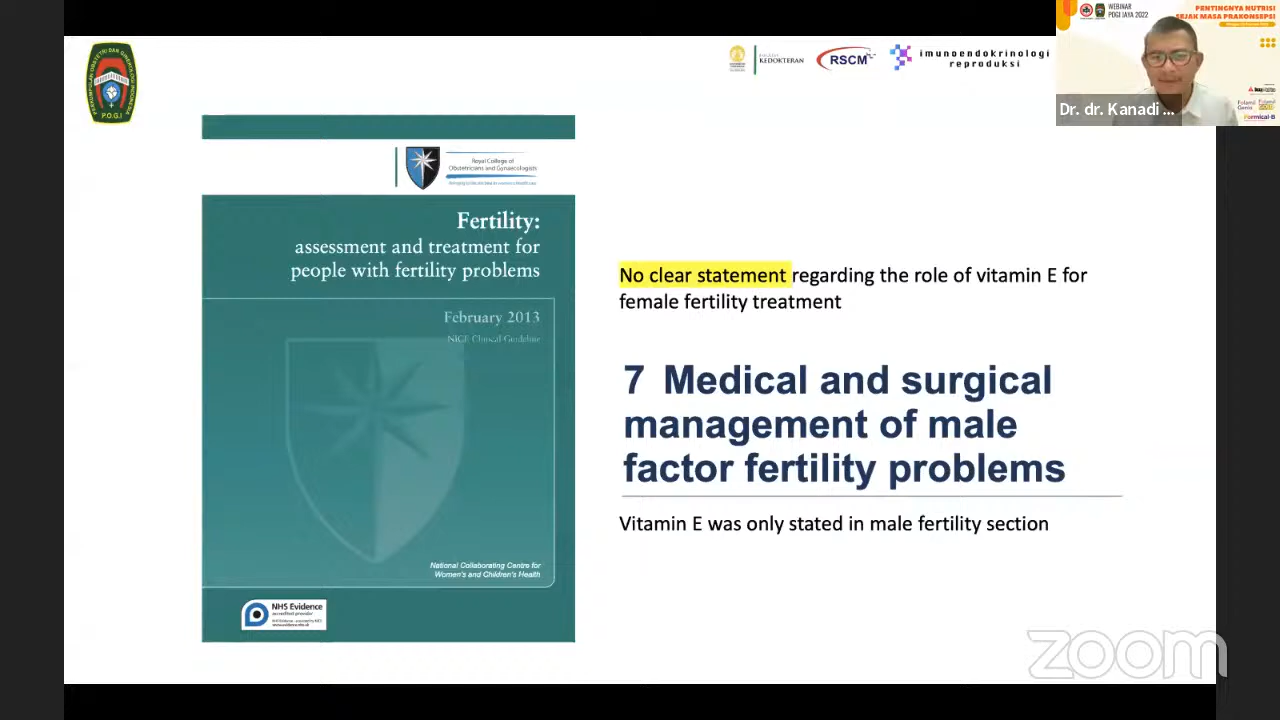 WEBINAR
POGI JAYA 2022
PENTINGNYA NUTRISI
SEJAK MASA PRAKONSEPSI
Dr. dr. Kanadi ...
P.O.G.I
KEDOKTERAN
RSCM
imunoendokrinologi
reproduksi
Royal College of
Obstetricians and Gynaecologists
Fertility:
assessment and treatment for
people with fertility problems
February 2013
NICE Clinical Guideline
National Collaborating Centre for
Women's and Children's Health
NHS Evidence
accredited provider
No clear statement regarding the role of vitamin E for
female fertility treatment
7 Medical and surgical
management of male
factor fertility problems
Vitamin E was only stated in male fertility section
zoom